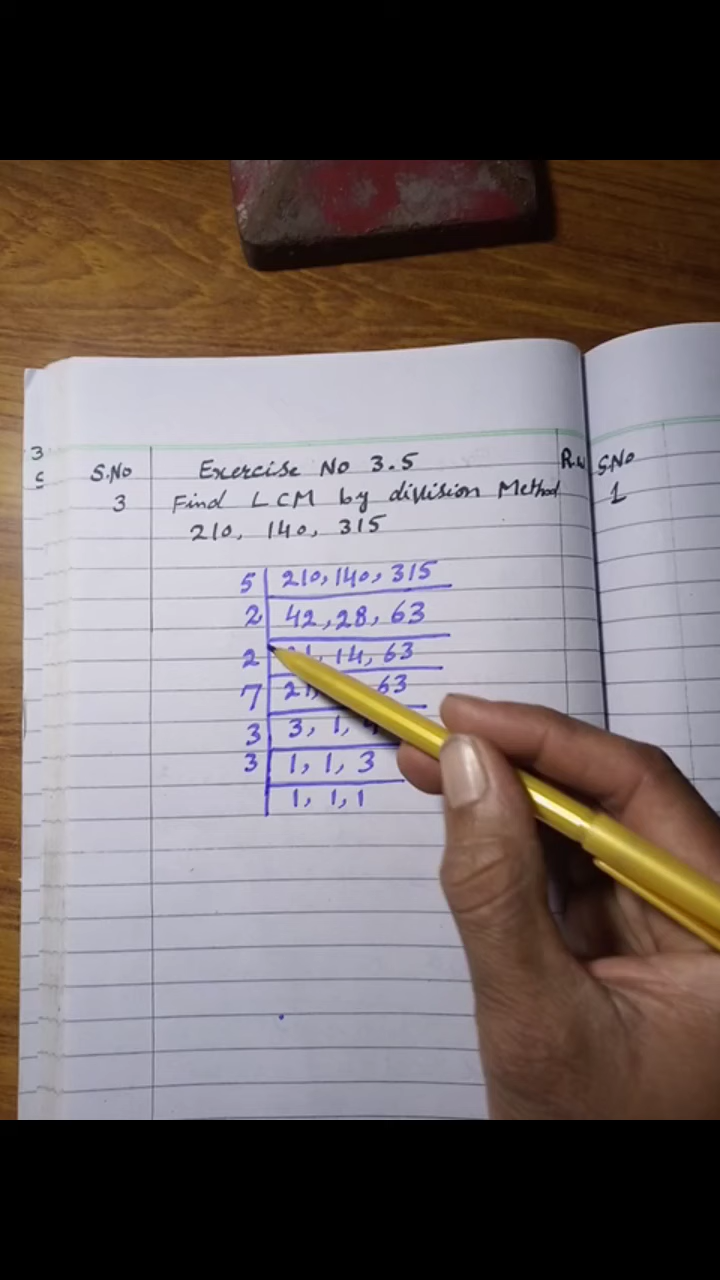 3
S.No Exercise No 3.5 R.W S.No
3 Find LCM by division Method 1
210, 140, 315
5 210, 140, 315
2 42, 28, 63
2 14, 63
7 63
3 3, 1,
3 1, 1, 3
1, 1, 1